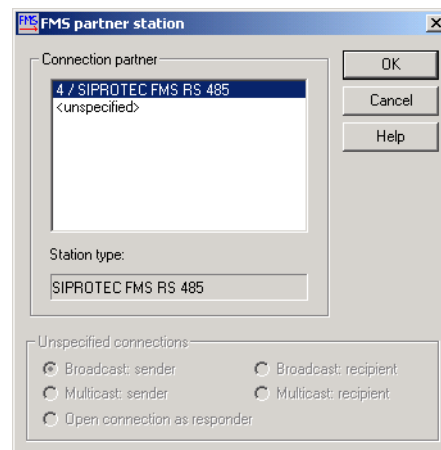 FMS FMS partner station
Connection partner
4 / SIPROTEC FMS RS 485
<unspecified>
Station type:
SIPROTEC FMS RS 485
OK
Cancel
Help
Unspecified connections
Broadcast: sender
Broadcast: recipient
Multicast: sender
Multicast: recipient
Open connection as responder